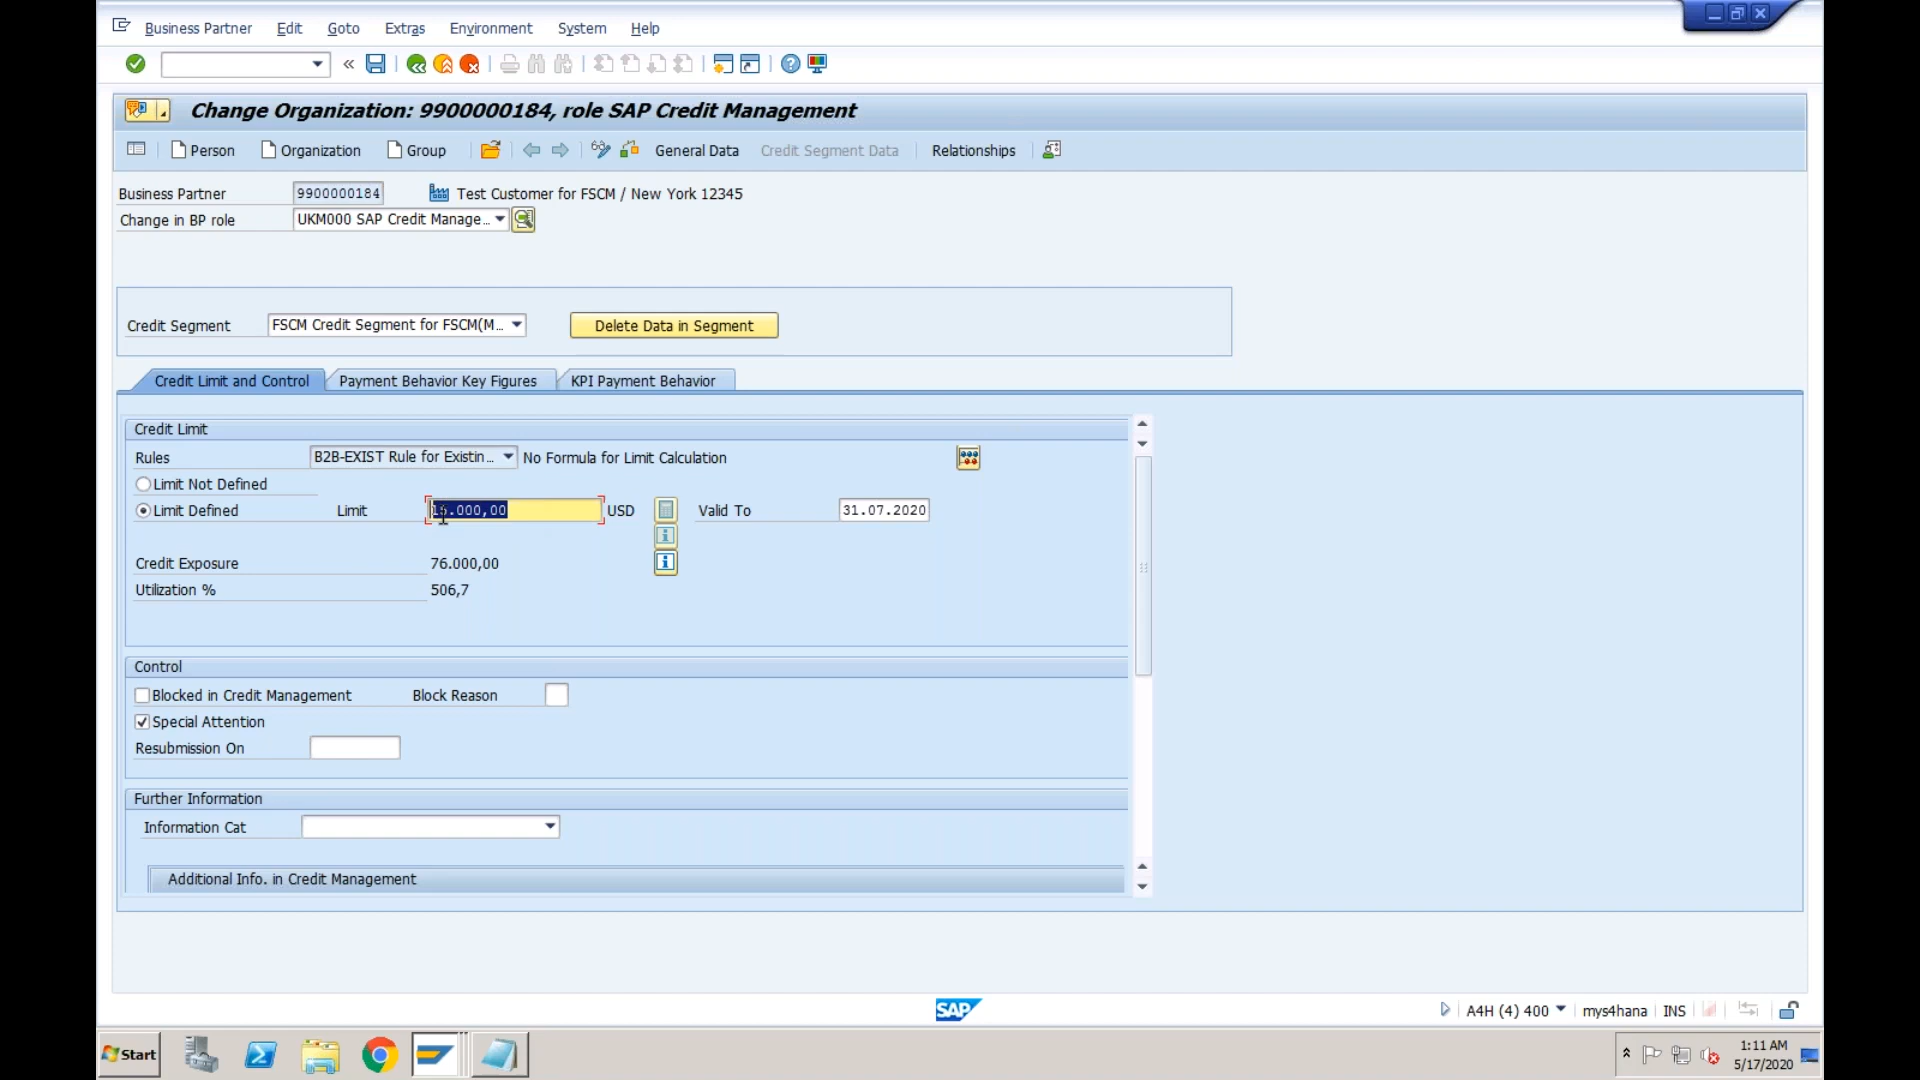 Business Partner Edit Goto Extras Environment System Help
Change Organization: 9900000184, role SAP Credit Management
Person Organization Group General Data Credit Segment Data Relationships
Business Partner 9900000184 Test Customer for FSCM / New York 12345
Change in BP role UKM000 SAP Credit Manage...
Credit Segment FSCM Credit Segment for FSCM(M... Delete Data in Segment
Credit Limit and Control Payment Behavior Key Figures KPI Payment Behavior
Credit Limit
Rules B2B-EXIST Rule for Existin... No Formula for Limit Calculation
Limit Not Defined
Limit Defined Limit USD Valid To 31.07.2020
Credit Exposure 76.000,00
Utilization % 506,7
Control
Blocked in Credit Management Block Reason
Special Attention
Resubmission On
Further Information
Information Cat
Additional Info. in Credit Management
SAP A4H (4) 400 mys4hana INS
Start 1:11 AM
5/17/2020